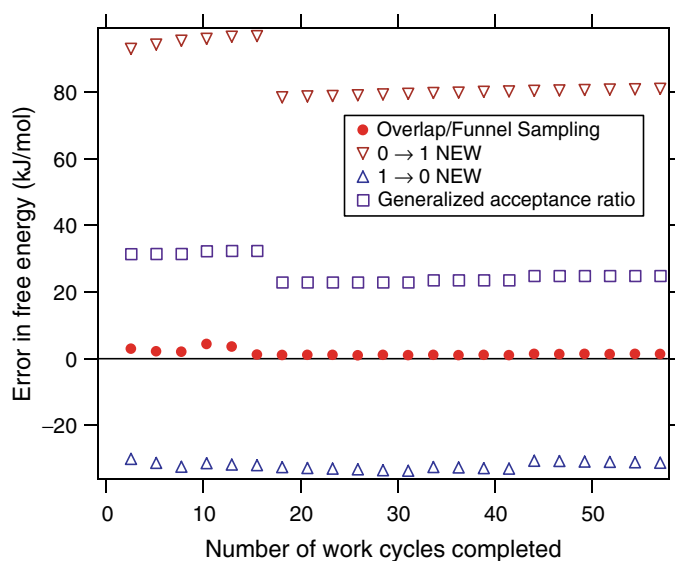 Error in free energy (kJ/mol)
80
60
40
20
0
−20
Overlap/Funnel Sampling
0 → 1 NEW
1 → 0 NEW
Generalized acceptance ratio
0 10 20 30 40 50
Number of work cycles completed